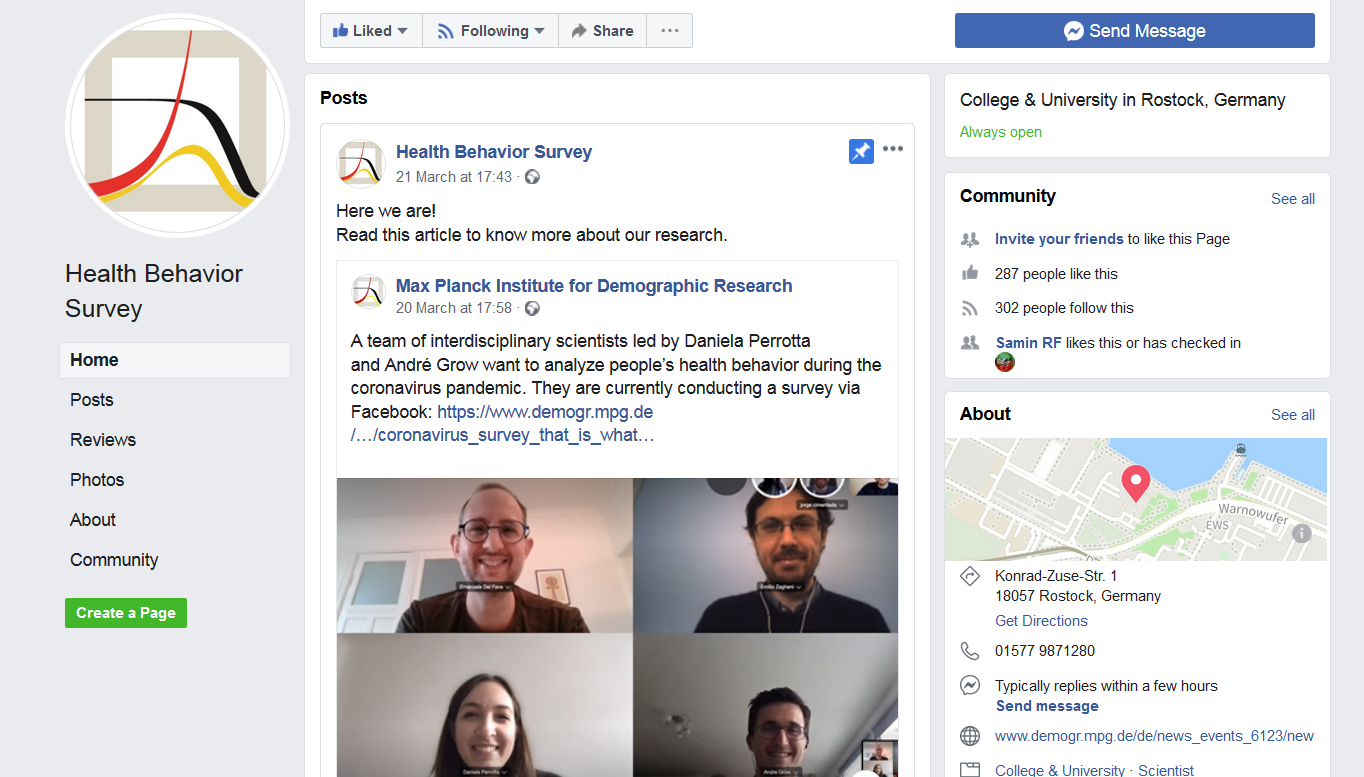 Liked
Following
Share
Send Message
Health Behavior
Survey
Home
Posts
Reviews
Photos
About
Community
Create a Page
Posts
Health Behavior Survey
21 March at 17:43 ·
Here we are!
Read this article to know more about our research.
Max Planck Institute for Demographic Research
20 March at 17:58 ·
A team of interdisciplinary scientists led by Daniela Perrotta
and André Grow want to analyze people's health behavior during the
coronavirus pandemic. They are currently conducting a survey via
Facebook: https://www.demogr.mpg.de
/…/coronavirus_survey_that_is_what…
jorge cimentada
Emanuele Del Fava
Emilio Zagheni
Daniela Perrotta
Andre Grow
College & University in Rostock, Germany
Always open
Community
See all
Invite your friends to like this Page
287 people like this
302 people follow this
Samin RF likes this or has checked in
About
See all
Warnowufer
EWS
Konrad-Zuse-Str. 1
18057 Rostock, Germany
Get Directions
01577 9871280
Typically replies within a few hours
Send message
www.demogr.mpg.de/de/news_events_6123/new
College & University · Scientist